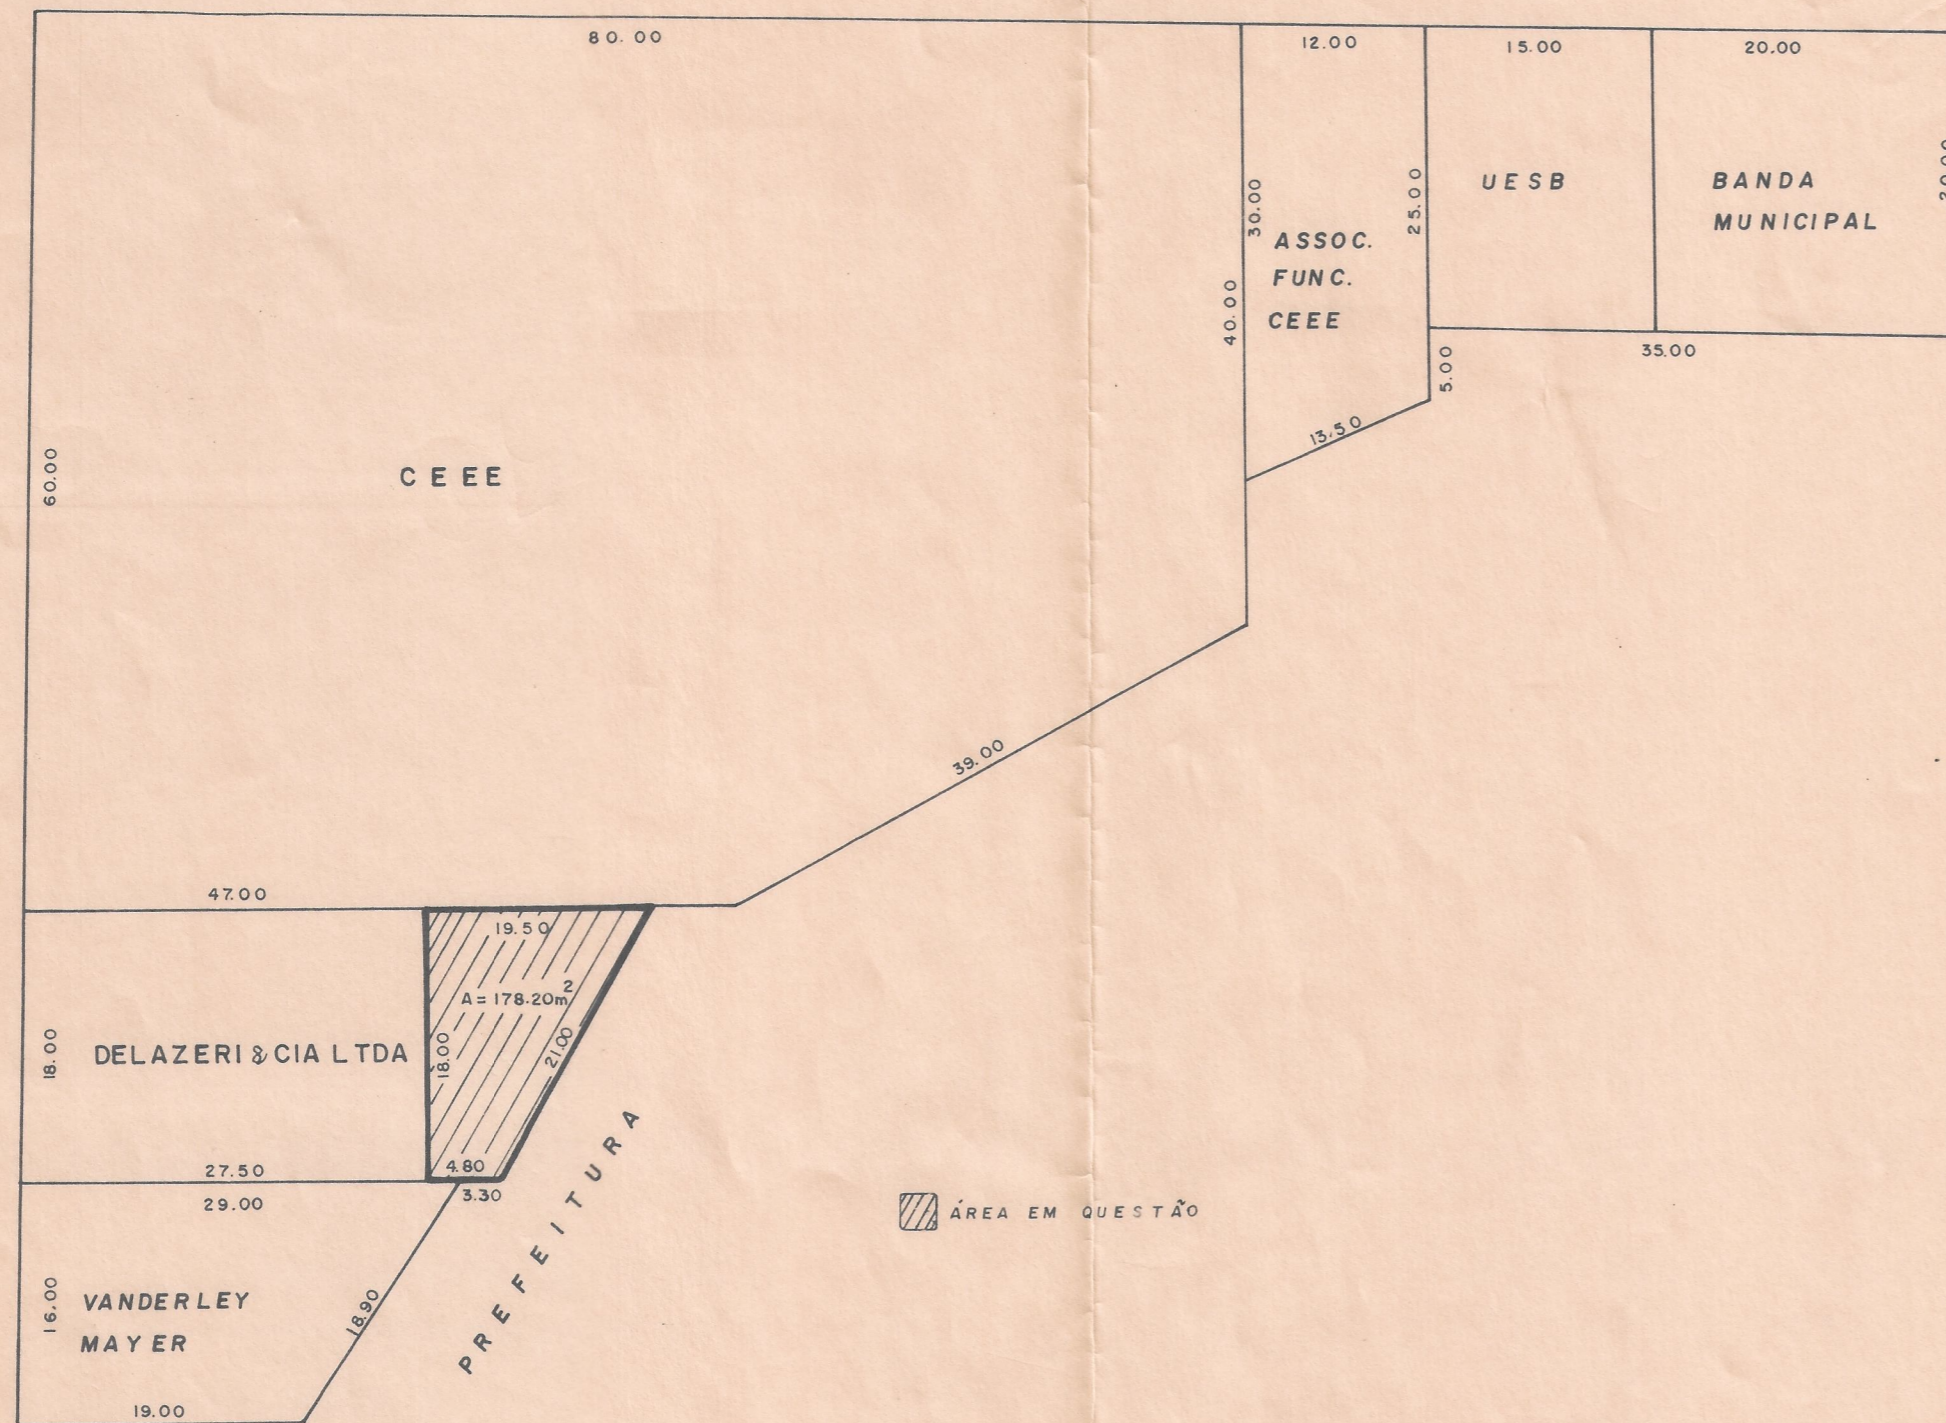 80.00
12.00
15.00
20.00
30.00
25.00
UESB
BANDA
MUNICIPAL
ASSOC.
FUNC.
CEEE
40.00
5.00
35.00
13.50
60.00
CEEE
39.00
47.00
19.50
A = 178.20m²
18.00
DELAZERI & CIA LTDA
18.00
21.00
27.50
4.80
29.00
3.30
PREFEITURA
ÁREA EM QUESTÃO
16.00
VANDERLEY
MAYER
18.90
19.00